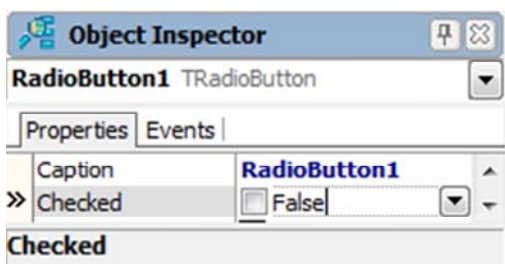 Object Inspector
RadioButton1 TRadioButton
Properties Events
Caption RadioButton1
» Checked False
Checked